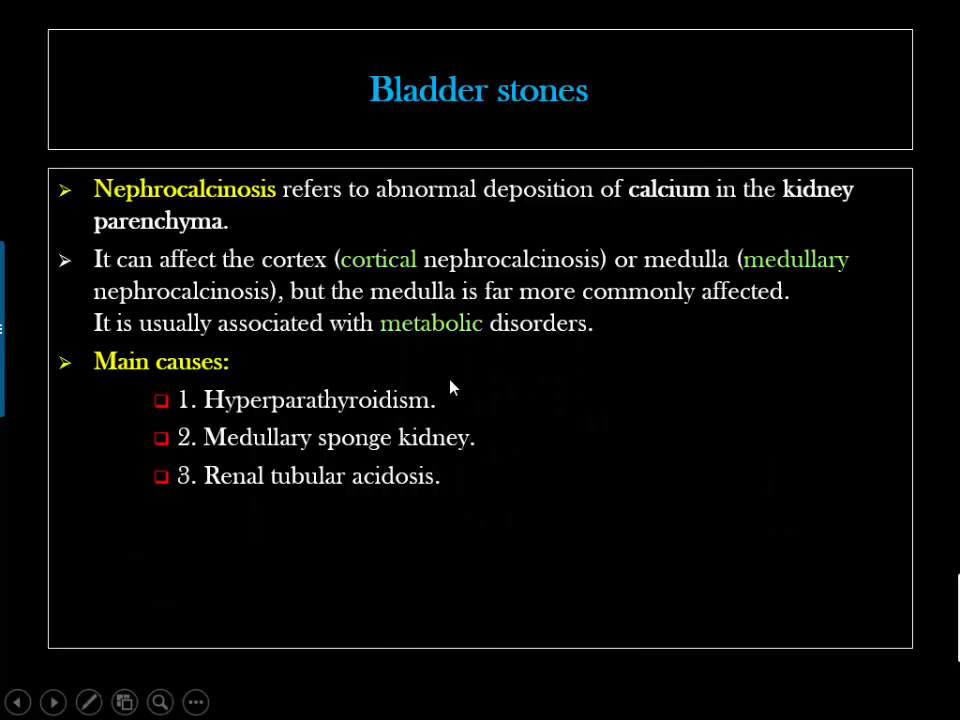 Bladder stones
Nephrocalcinosis refers to abnormal deposition of calcium in the kidney
parenchyma.
It can affect the cortex (cortical nephrocalcinosis) or medulla (medullary
nephrocalcinosis), but the medulla is far more commonly affected.
It is usually associated with metabolic disorders.
Main causes:
1. Hyperparathyroidism.
2. Medullary sponge kidney.
3. Renal tubular acidosis.